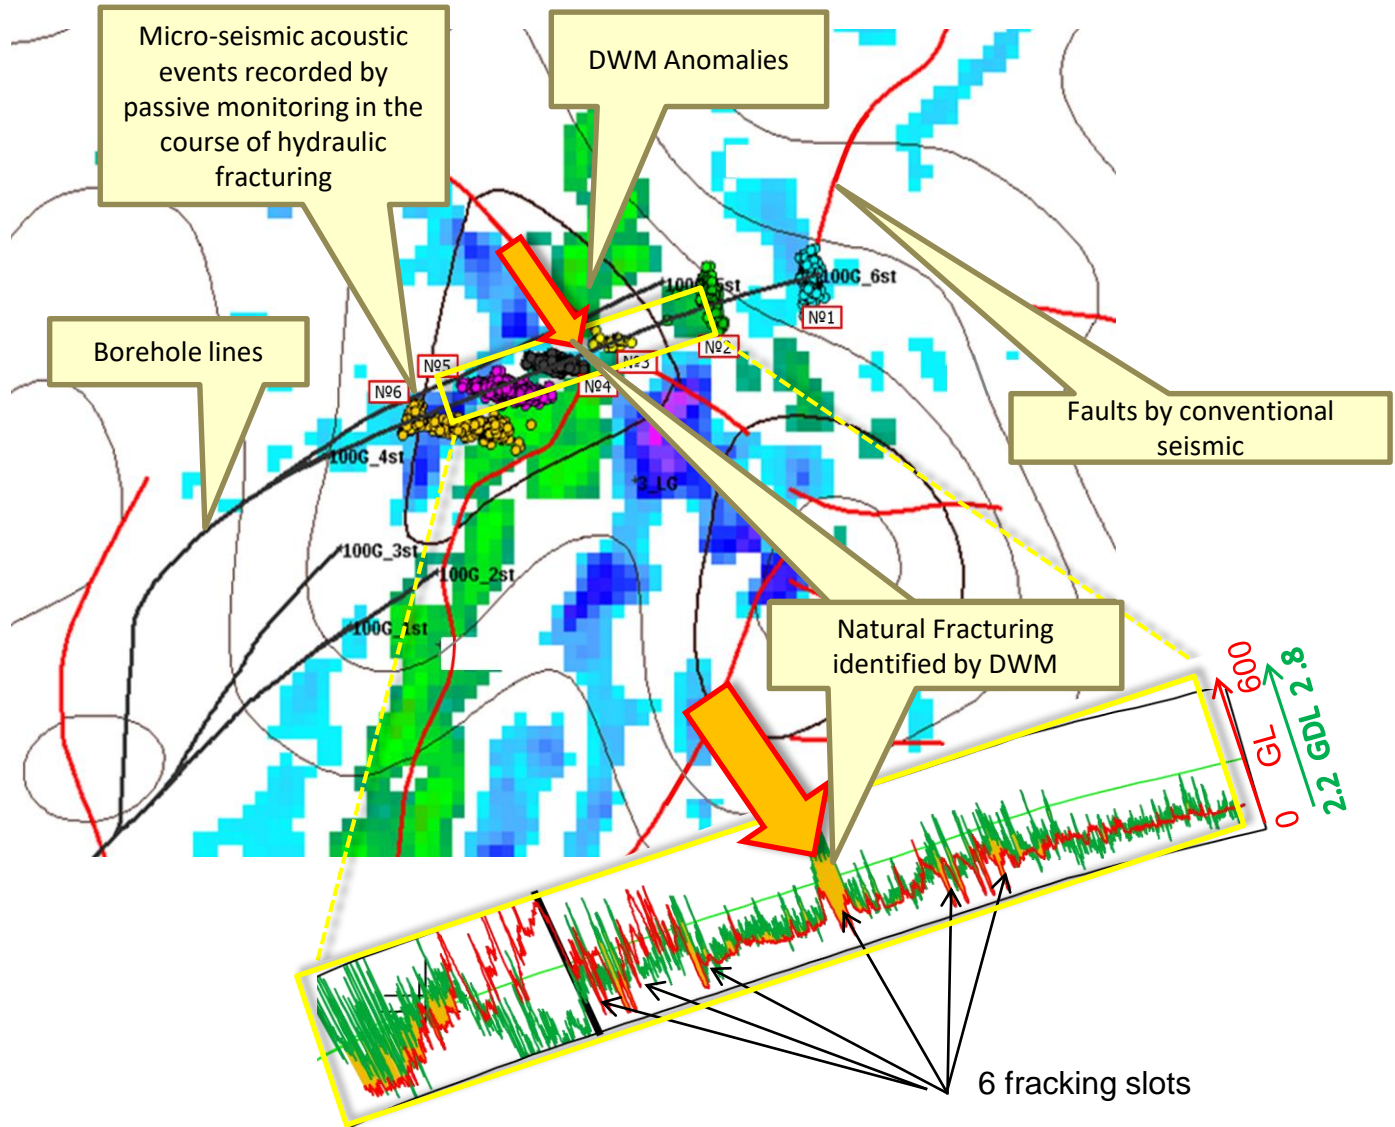 Micro-seismic acoustic
events recorded by
passive monitoring in the
course of hydraulic
fracturing
DWM Anomalies
Borehole lines
Faults by conventional
seismic
Natural Fracturing
identified by DWM
100G_6st
№1
№2
№3
№4
№5
№6
100G_4st
3_LG
100G_3st
100G_2st
100G_1st
600
GL
0
2.2 GDL 2.8
6 fracking slots